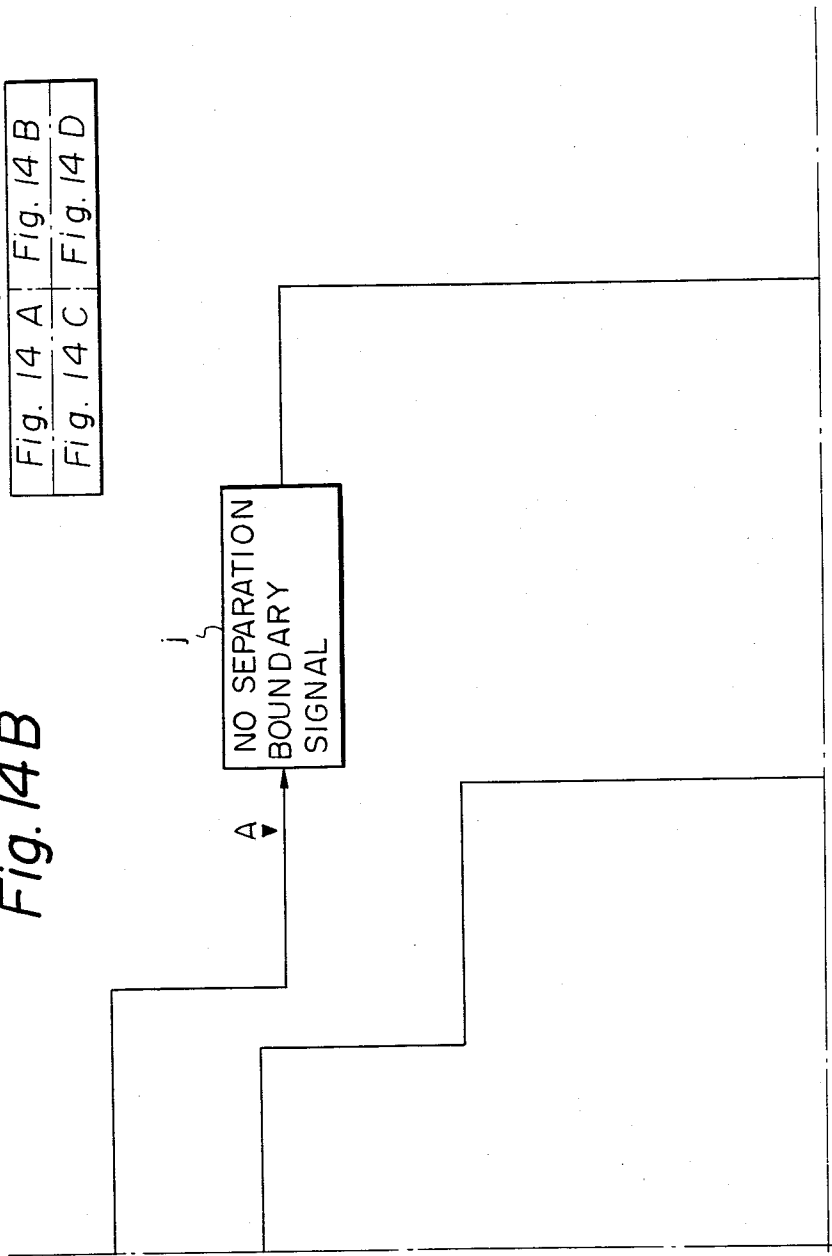 Fig. 14B
Fig. 14 A Fig. 14 B
Fig. 14 C Fig. 14 D
j
A
NO SEPARATION
BOUNDARY
SIGNAL